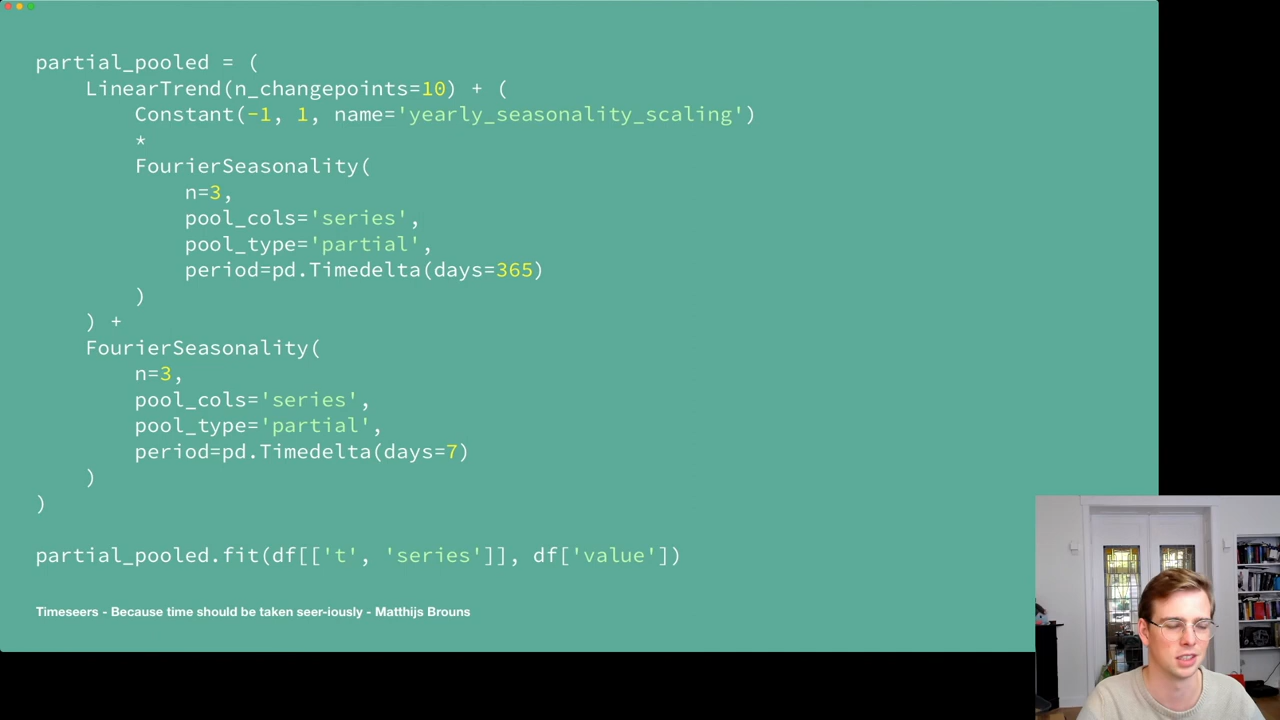 partial_pooled = (
    LinearTrend(n_changepoints=10) + (
        Constant(-1, 1, name='yearly_seasonality_scaling')
        *
        FourierSeasonality(
            n=3,
            pool_cols='series',
            pool_type='partial',
            period=pd.Timedelta(days=365)
        )
    ) +
    FourierSeasonality(
        n=3,
        pool_cols='series',
        pool_type='partial',
        period=pd.Timedelta(days=7)
    )
)
partial_pooled.fit(df[['t', 'series']], df['value'])
Timeseers - Because time should be taken seer-iously - Matthijs Brouns